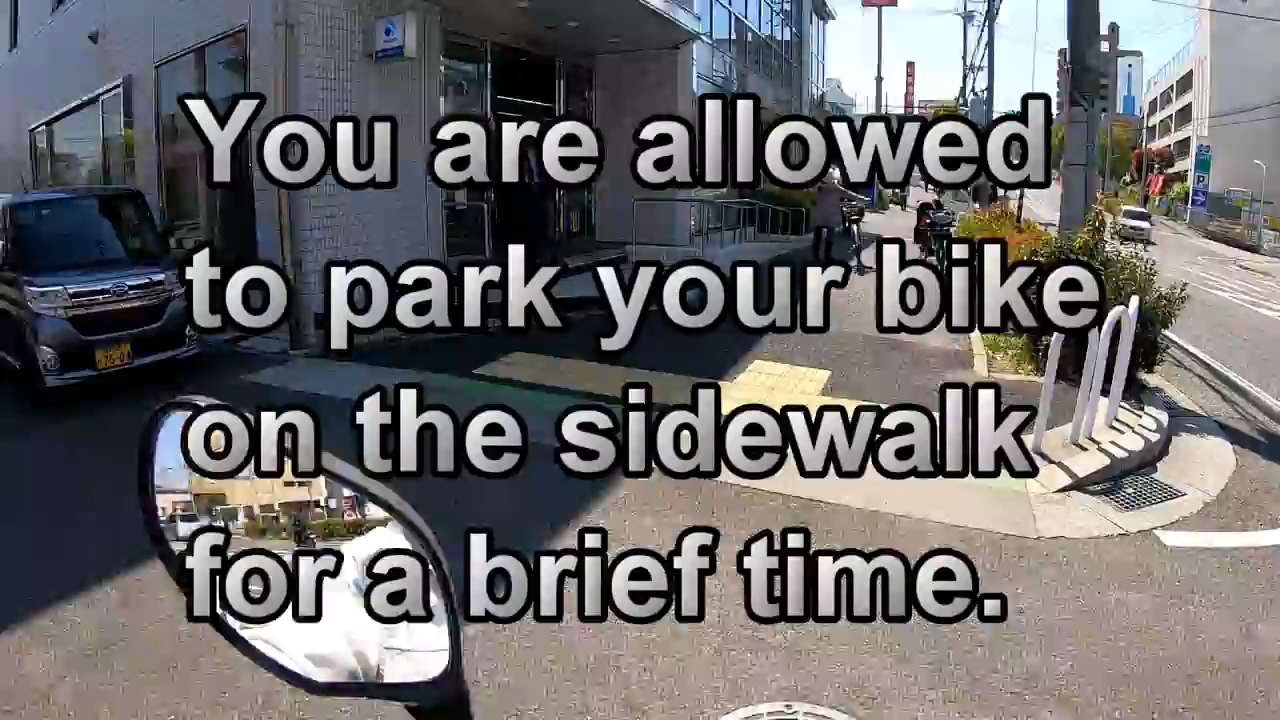 You are allowed
to park your bike
on the sidewalk
for a brief time.
P